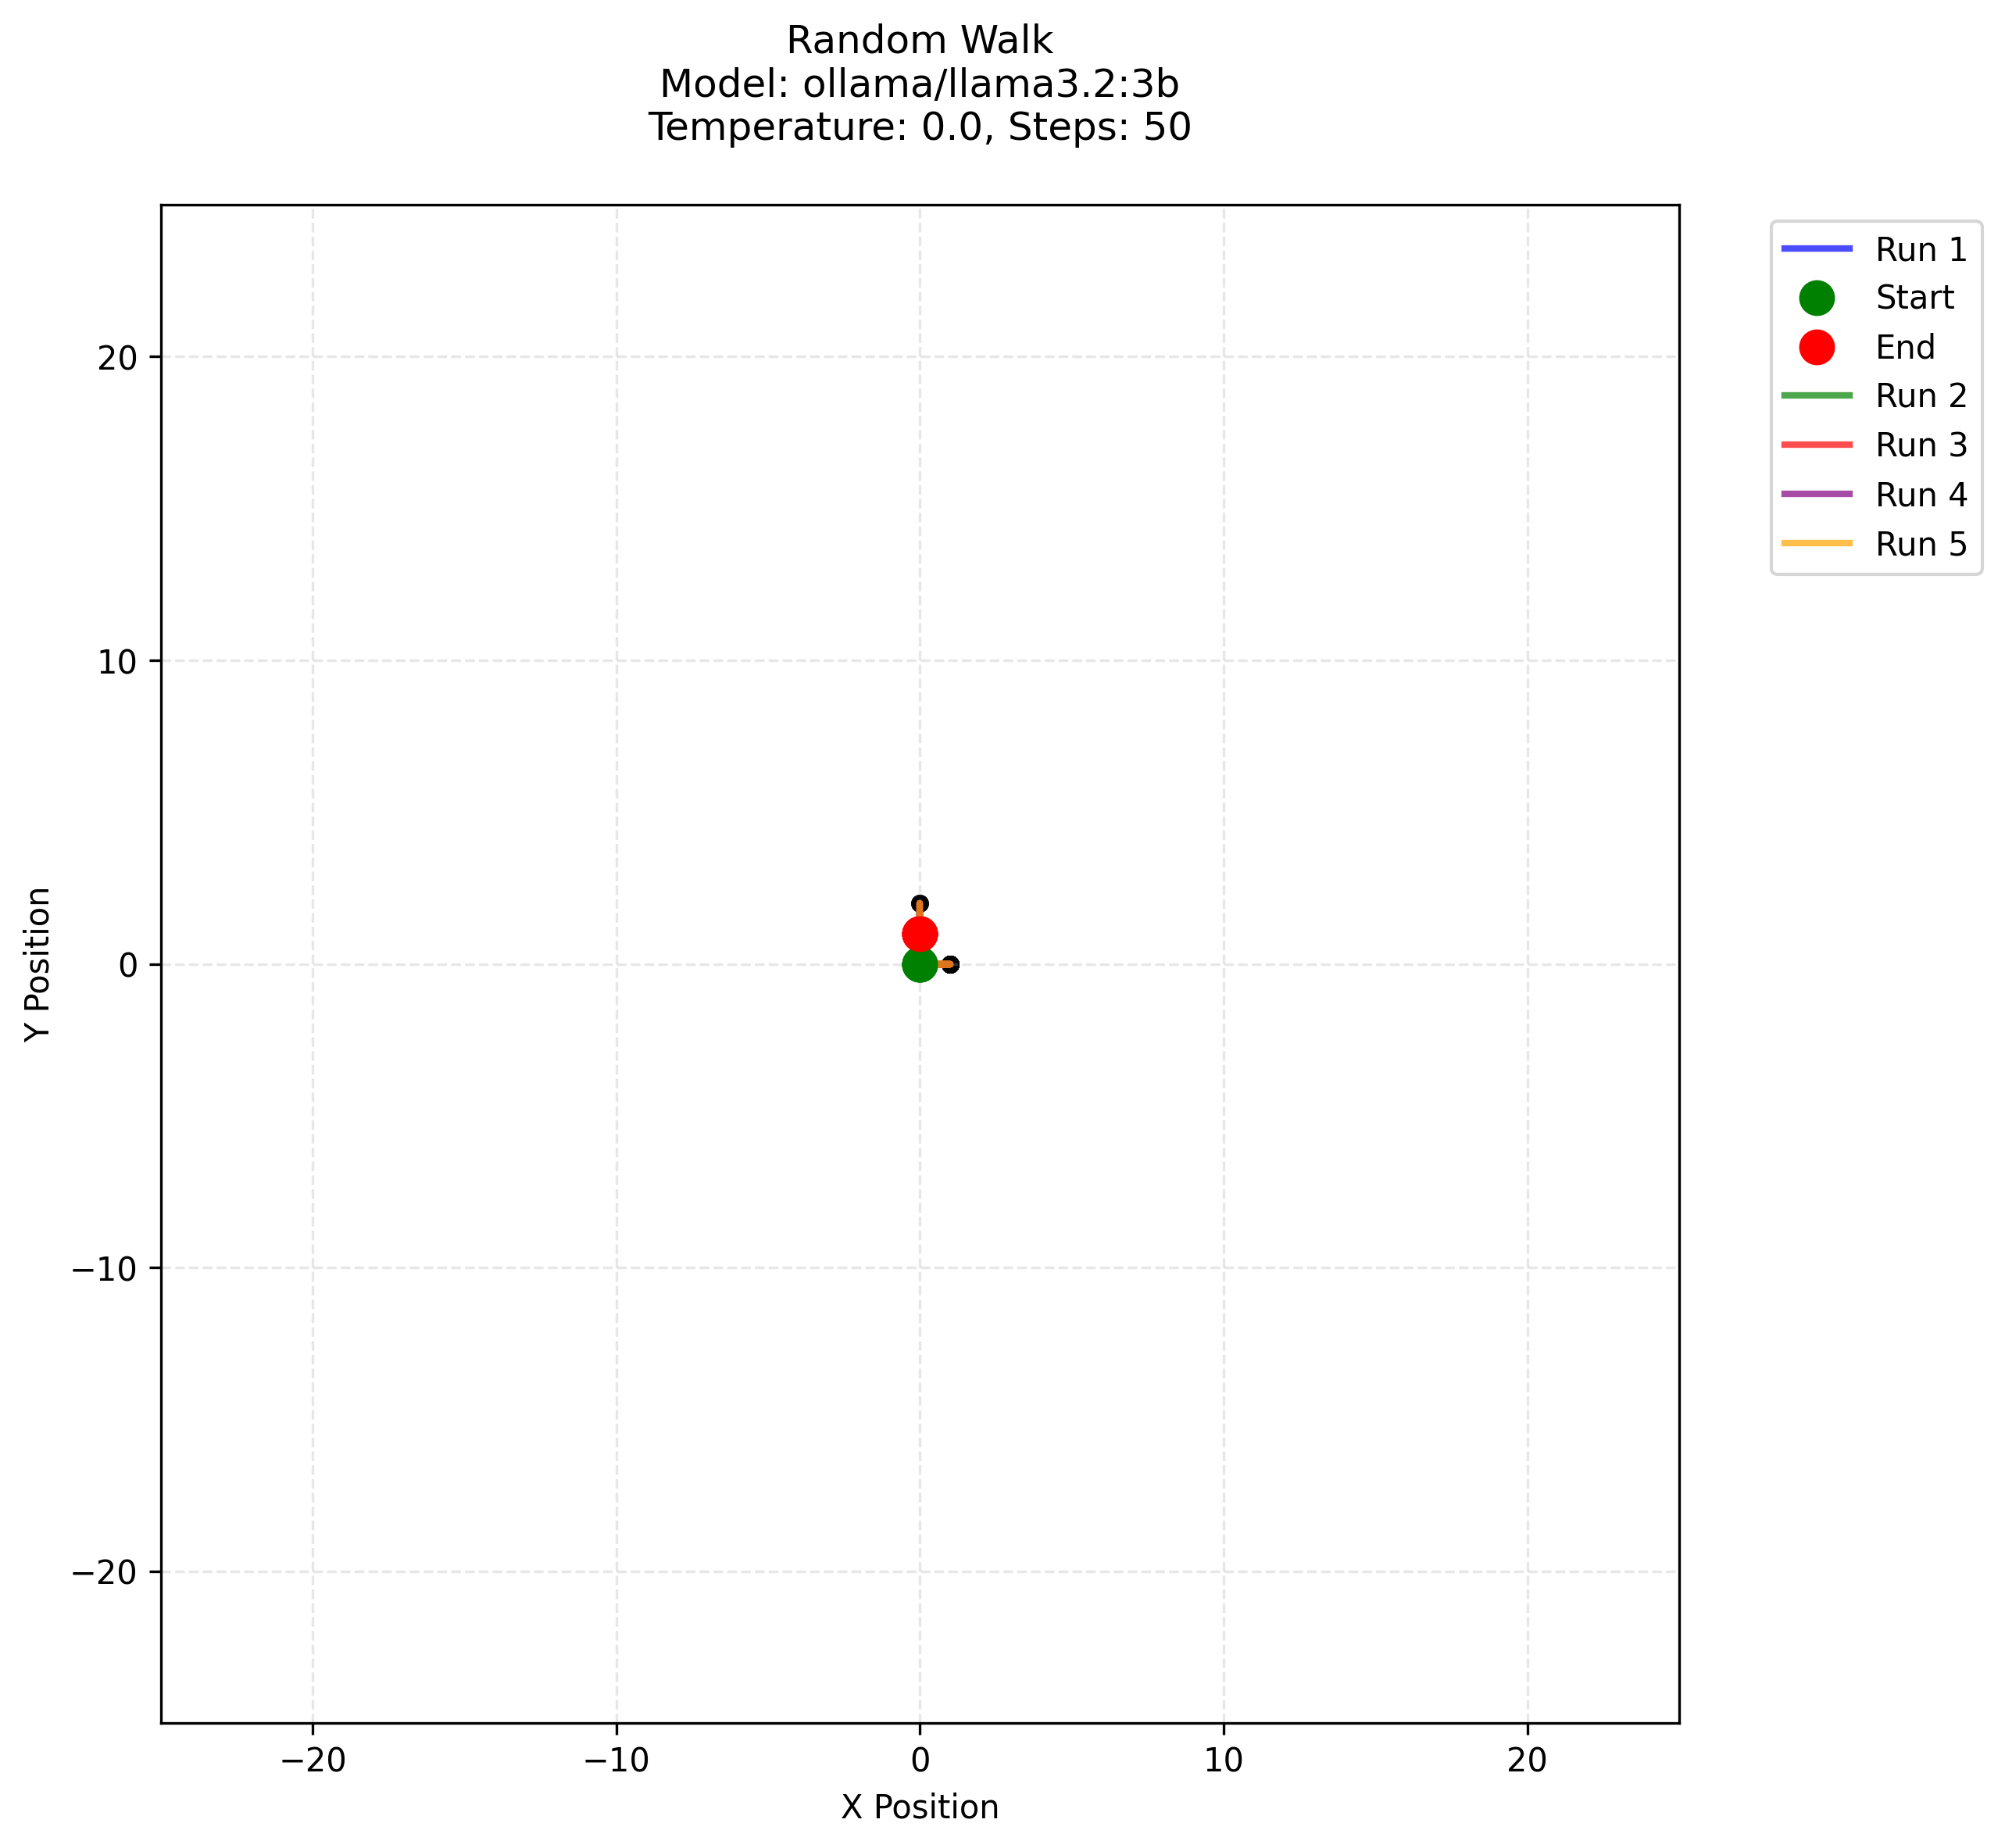 Random Walk
Model: ollama/llama3.2:3b
Temperature: 0.0, Steps: 50
Run 1
Start
End
Run 2
Run 3
Run 4
Run 5
20
10
0
−10
−20
Y Position
−20
−10
0
10
20
X Position